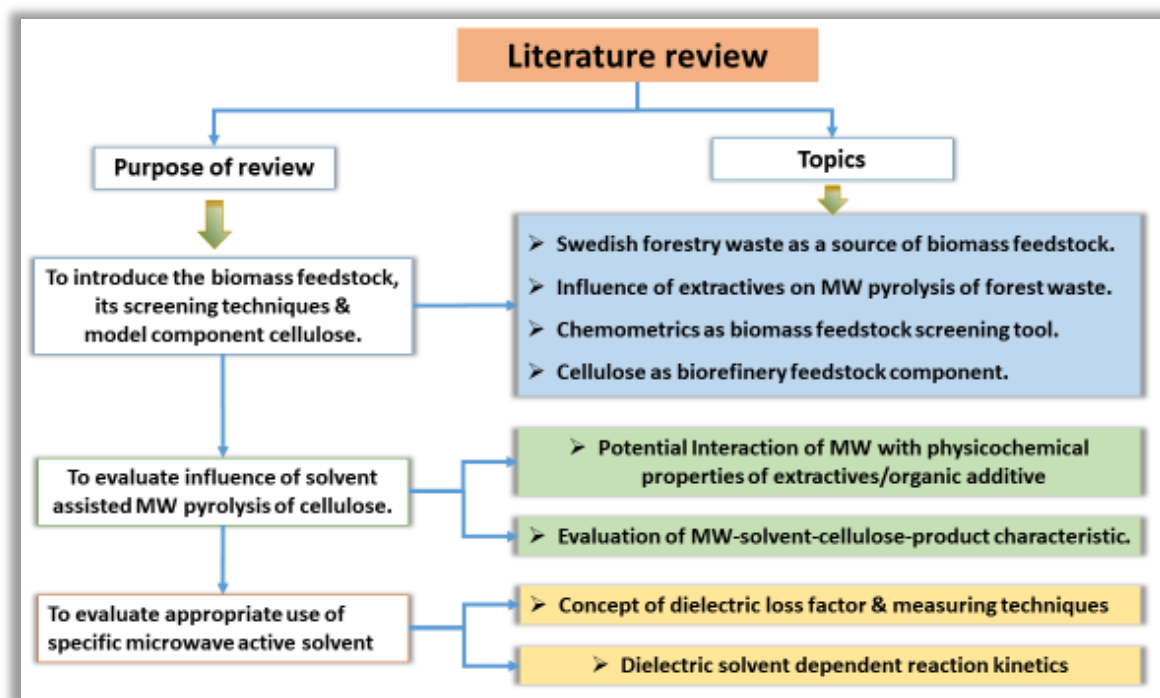 Literature review
Purpose of review
Topics
To introduce the biomass feedstock,
its screening techniques &
model component cellulose.
➢ Swedish forestry waste as a source of biomass feedstock.
➢ Influence of extractives on MW pyrolysis of forest waste.
➢ Chemometrics as biomass feedstock screening tool.
➢ Cellulose as biorefinery feedstock component.
To evaluate influence of solvent
assisted MW pyrolysis of cellulose.
➢ Potential Interaction of MW with physicochemical
properties of extractives/organic additive
➢ Evaluation of MW-solvent-cellulose-product characteristic.
To evaluate appropriate use of
specific microwave active solvent
➢ Concept of dielectric loss factor & measuring techniques
➢ Dielectric solvent dependent reaction kinetics